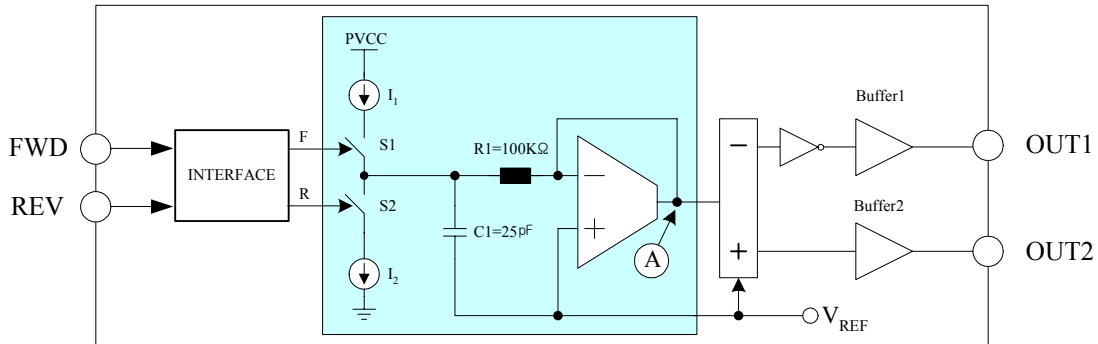 PVCC
I1
FWD
REV
INTERFACE
F
R
S1
S2
R1=100KΩ
C1=25pF
I2
−
+
A
−
+
VREF
Buffer1
Buffer2
OUT1
OUT2